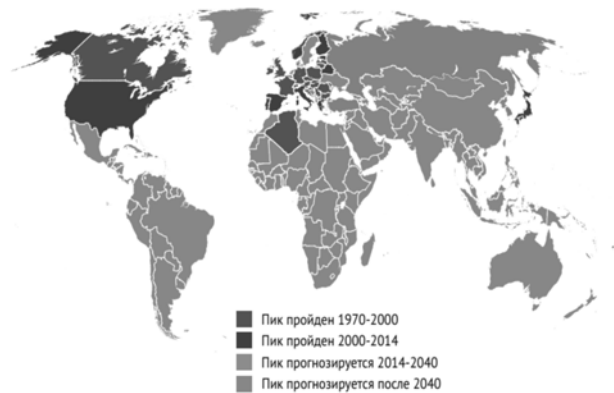 Пик пройден 1970-2000
Пик пройден 2000-2014
Пик прогнозируется 2014-2040
Пик прогнозируется после 2040